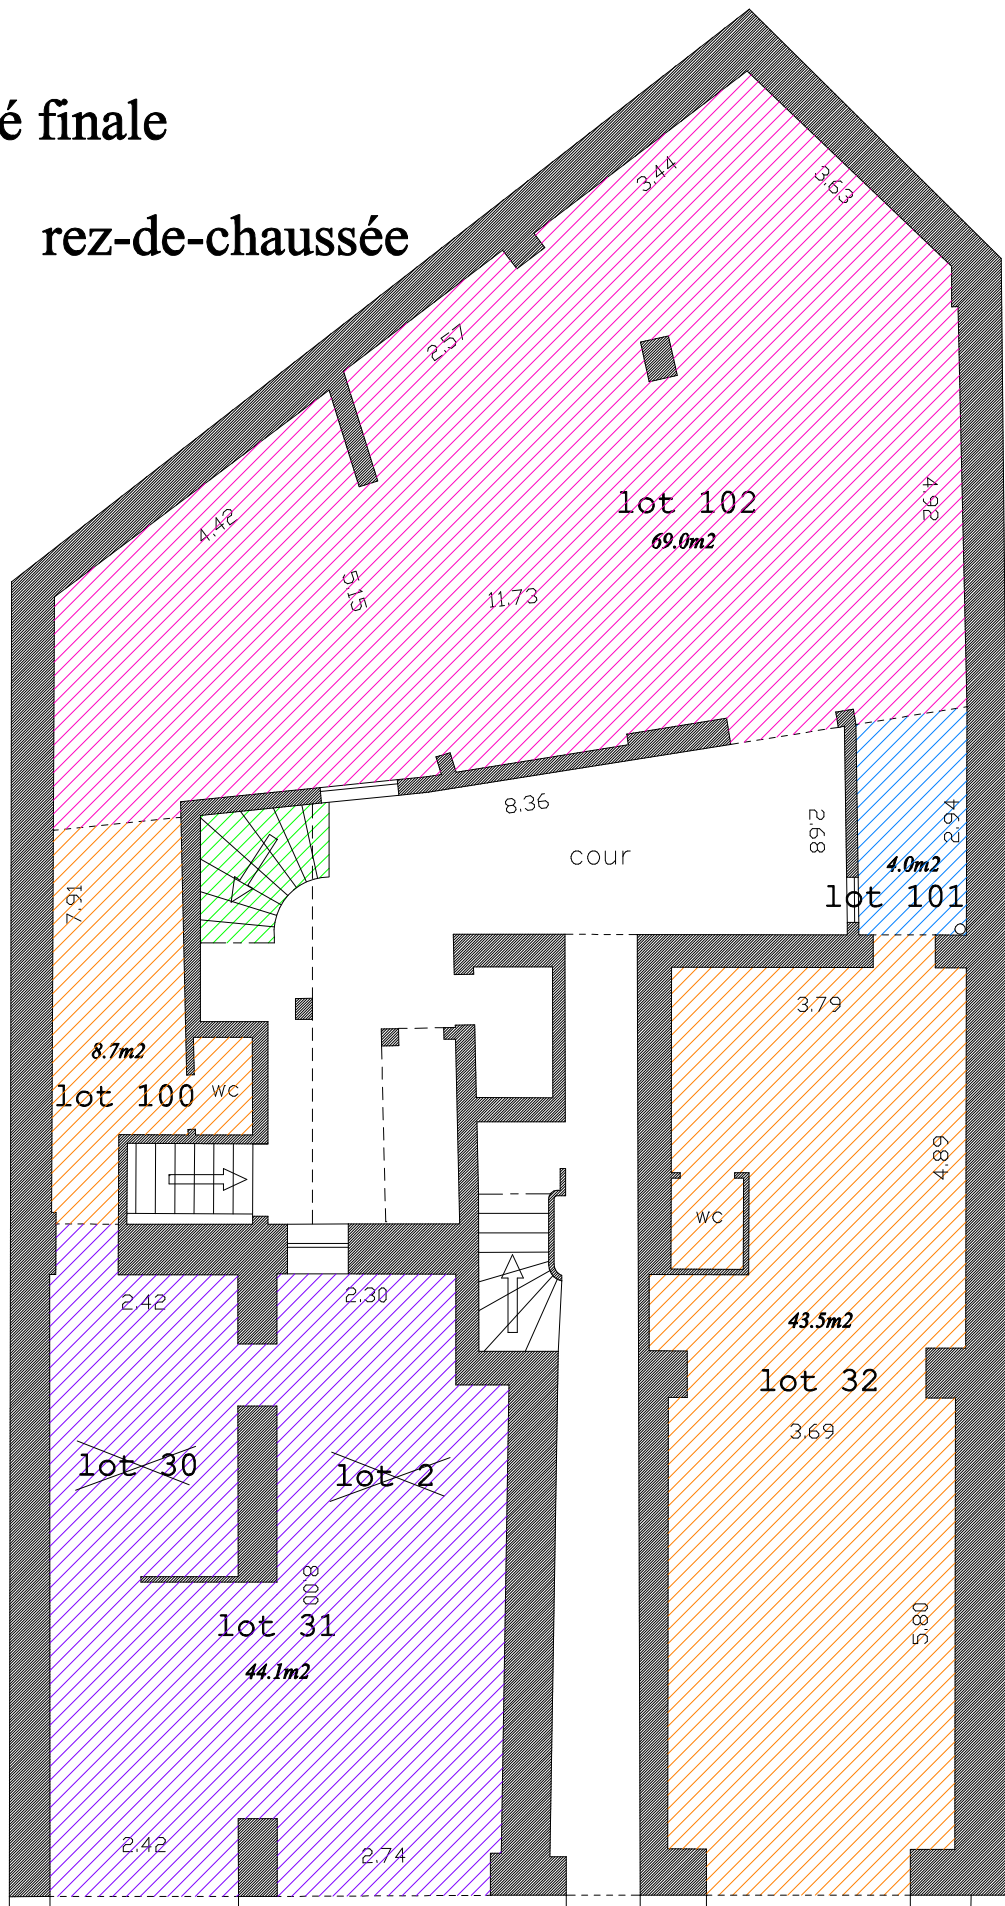 é finale
rez-de-chaussée
3.44
3.63
2.57
4.42
4.92
lot 102
69.0m2
5.15
11.73
8.36
2.68
2.94
cour
4.0m2
lot 101
7.91
3.79
8.7m2
lot 100
WC
4.89
WC
2.42
2.30
43.5m2
lot 32
3.69
lot 30
lot 2
8.00
lot 31
5.80
44.1m2
2.42
2.74